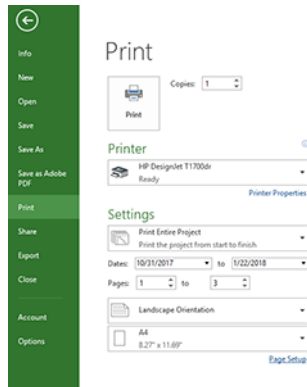 Info
New
Open
Save
Save As
Save as Adobe
PDF
Print
Share
Export
Close
Account
Options
Print
Copies: 1
Print
Printer
HP DesignJet T1700dr
Ready
Printer Properties
Settings
Print Entire Project
Print the project from start to finish
Dates: 10/31/2017 to 1/22/2018
Pages: 1 to 3
Landscape Orientation
A4
8.27" x 11.69"
Page Setup